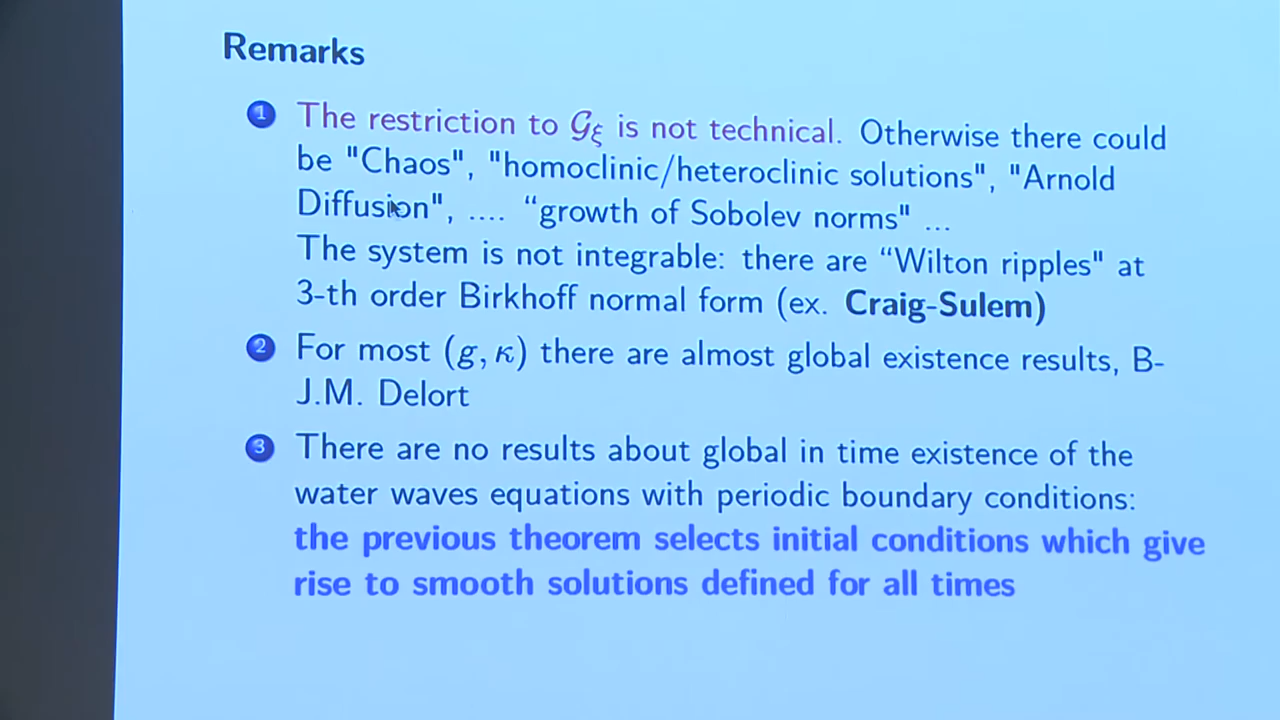 Remarks
1 The restriction to 𝒢_ξ is not technical. Otherwise there could
be "Chaos", "homoclinic/heteroclinic solutions", "Arnold
Diffusion", .... “growth of Sobolev norms" ...
The system is not integrable: there are “Wilton ripples" at
3-th order Birkhoff normal form (ex. Craig-Sulem)
2 For most (g, κ) there are almost global existence results, B-
J.M. Delort
3 There are no results about global in time existence of the
water waves equations with periodic boundary conditions:
the previous theorem selects initial conditions which give
rise to smooth solutions defined for all times